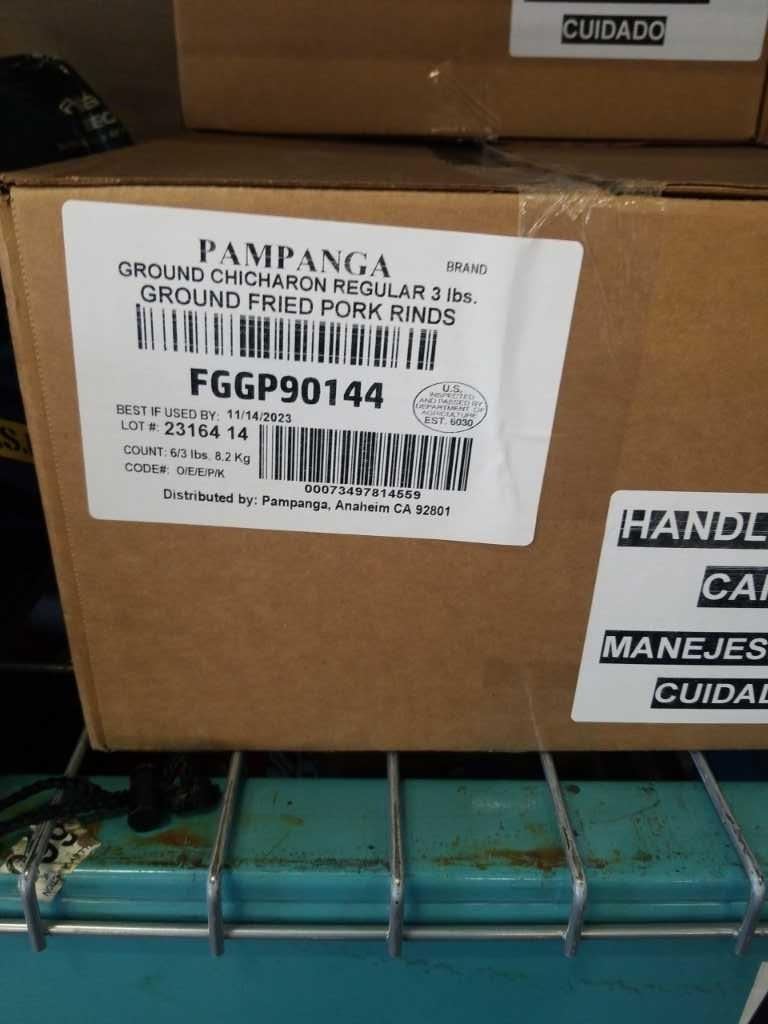 CUIDADO
PAMPANGA BRAND
GROUND CHICHARON REGULAR 3 lbs.
GROUND FRIED PORK RINDS
FGGP90144
U.S.
INSPECTED
AND PASSED BY
DEPARTMENT OF
AGRICULTURE
EST. 6030
BEST IF USED BY: 11/14/2023
LOT #: 23164 14
COUNT: 6/3 lbs. 8.2 Kg
CODE#: O/E/E/P/K
00073497814559
Distributed by: Pampanga, Anaheim CA 92801
HANDL
CA
MANEJES
CUIDAD